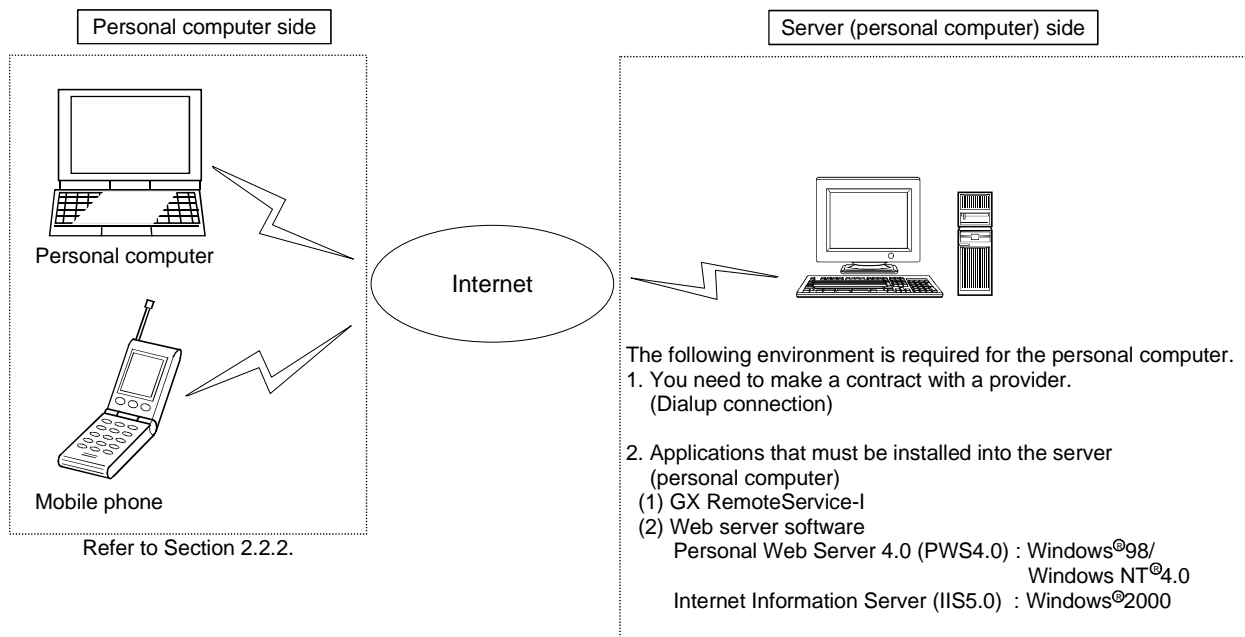 Personal computer side
Server (personal computer) side
Personal computer
Internet
Mobile phone
Refer to Section 2.2.2.
The following environment is required for the personal computer.
1. You need to make a contract with a provider.
(Dialup connection)
2. Applications that must be installed into the server
(personal computer)
(1) GX RemoteService-I
(2) Web server software
Personal Web Server 4.0 (PWS4.0) : Windows®98/
Windows NT®4.0
Internet Information Server (IIS5.0) : Windows®2000